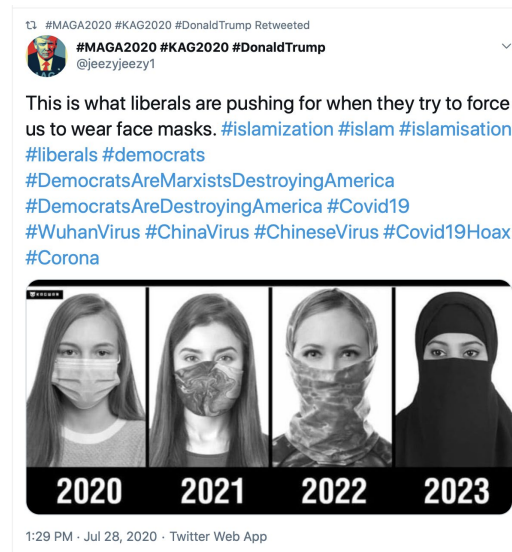 #MAGA2020 #KAG2020 #DonaldTrump Retweeted
#MAGA2020 #KAG2020 #DonaldTrump
@jeezyjeezy1
This is what liberals are pushing for when they try to force
us to wear face masks. #islamization #islam #islamisation
#liberals #democrats
#DemocratsAreMarxistsDestroyingAmerica
#DemocratsAreDestroyingAmerica #Covid19
#WuhanVirus #ChinaVirus #ChineseVirus #Covid19Hoax
#Corona
2020 2021 2022 2023
1:29 PM · Jul 28, 2020 · Twitter Web App